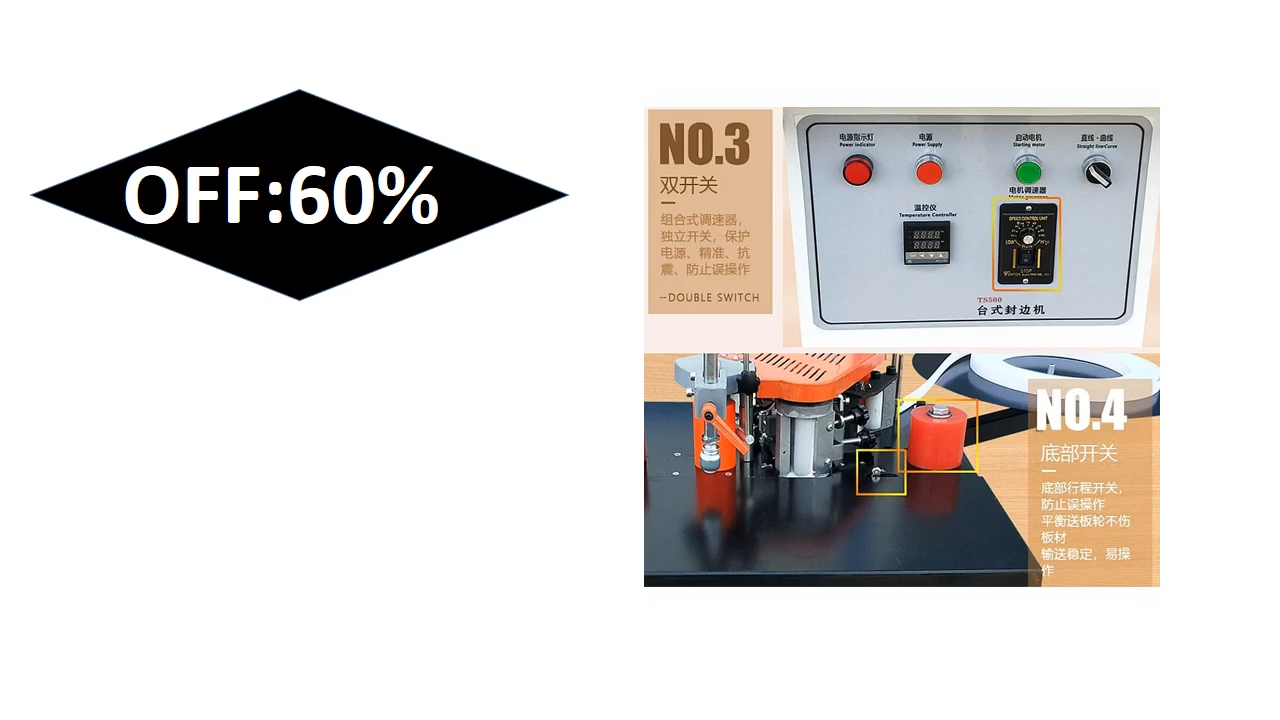 OFF:60%
NO.3
双开关
组合式调速器，
独立开关，保护
电源、精准、抗
震、防止误操作
--DOUBLE SWITCH
电源指示灯
Power indicator
电源
Power Supply
启动电机
Starting motor
直线 - 曲线
Straight line-Curve
温控仪
Temperature Controller
电机调速器
SPEED CONTROL UNIT
LOW
STOP
TS500
台式封边机
NO.4
底部开关
底部行程开关，
防止误操作
平衡送板轮不伤
板材
输送稳定，易操
作